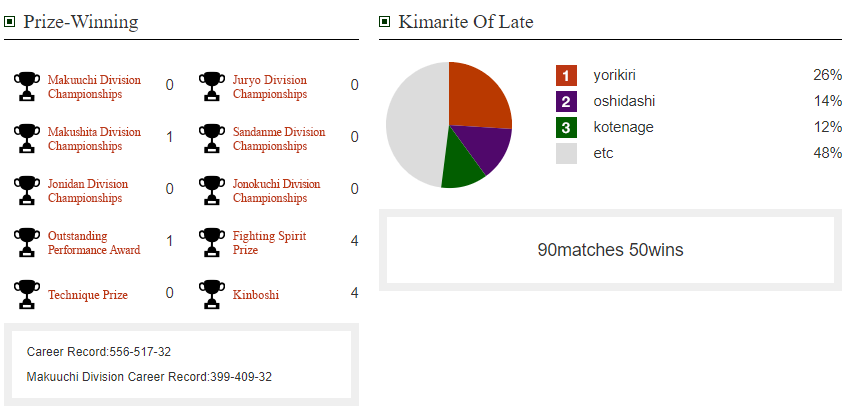 Prize-Winning
Makuuchi Division
Championships
0
Juryo Division
Championships
0
Makushita Division
Championships
1
Sandanme Division
Championships
0
Jonidan Division
Championships
0
Jonokuchi Division
Championships
0
Outstanding
Performance Award
1
Fighting Spirit
Prize
4
Technique Prize
0
Kinboshi
4
Career Record:556-517-32
Makuuchi Division Career Record:399-409-32
Kimarite Of Late
1 yorikiri 26%
2 oshidashi 14%
3 kotenage 12%
etc 48%
90matches 50wins